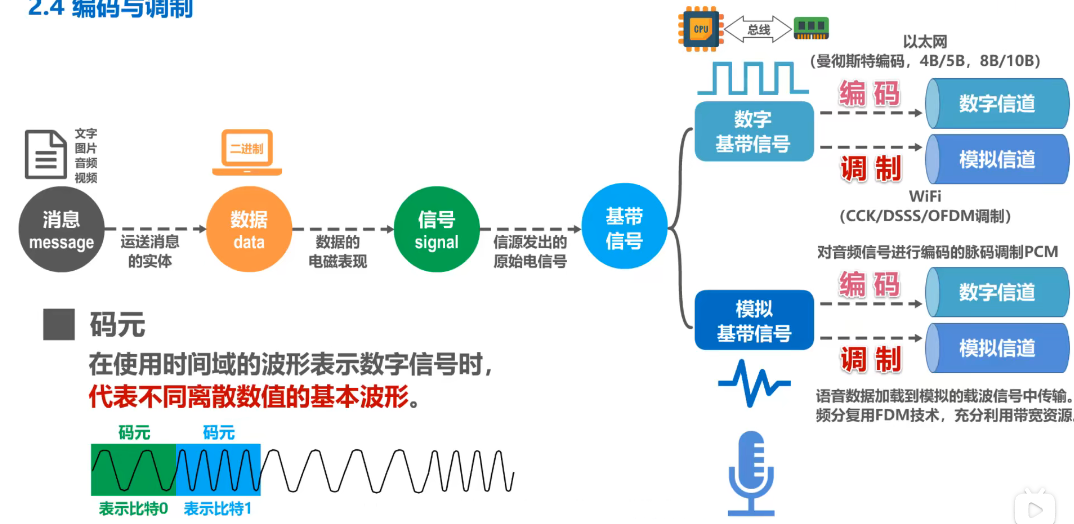 2.4 编码与调制
CPU
总线
以太网
（曼彻斯特编码，4B/5B，8B/10B）
编码
数字信道
数字
基带信号
调制
模拟信道
WiFi
（CCK/DSSS/OFDM调制）
文字
图片
音频
视频
二进制
消息
message
运送消息
的实体
数据
data
数据的
电磁表现
信号
signal
信源发出的
原始电信号
基带
信号
对音频信号进行编码的脉码调制PCM
编码
数字信道
模拟
基带信号
调制
模拟信道
语音数据加载到模拟的载波信号中传输。
频分复用FDM技术，充分利用带宽资源。
码元
在使用时间域的波形表示数字信号时，
代表不同离散数值的基本波形。
码元
码元
表示比特0
表示比特1